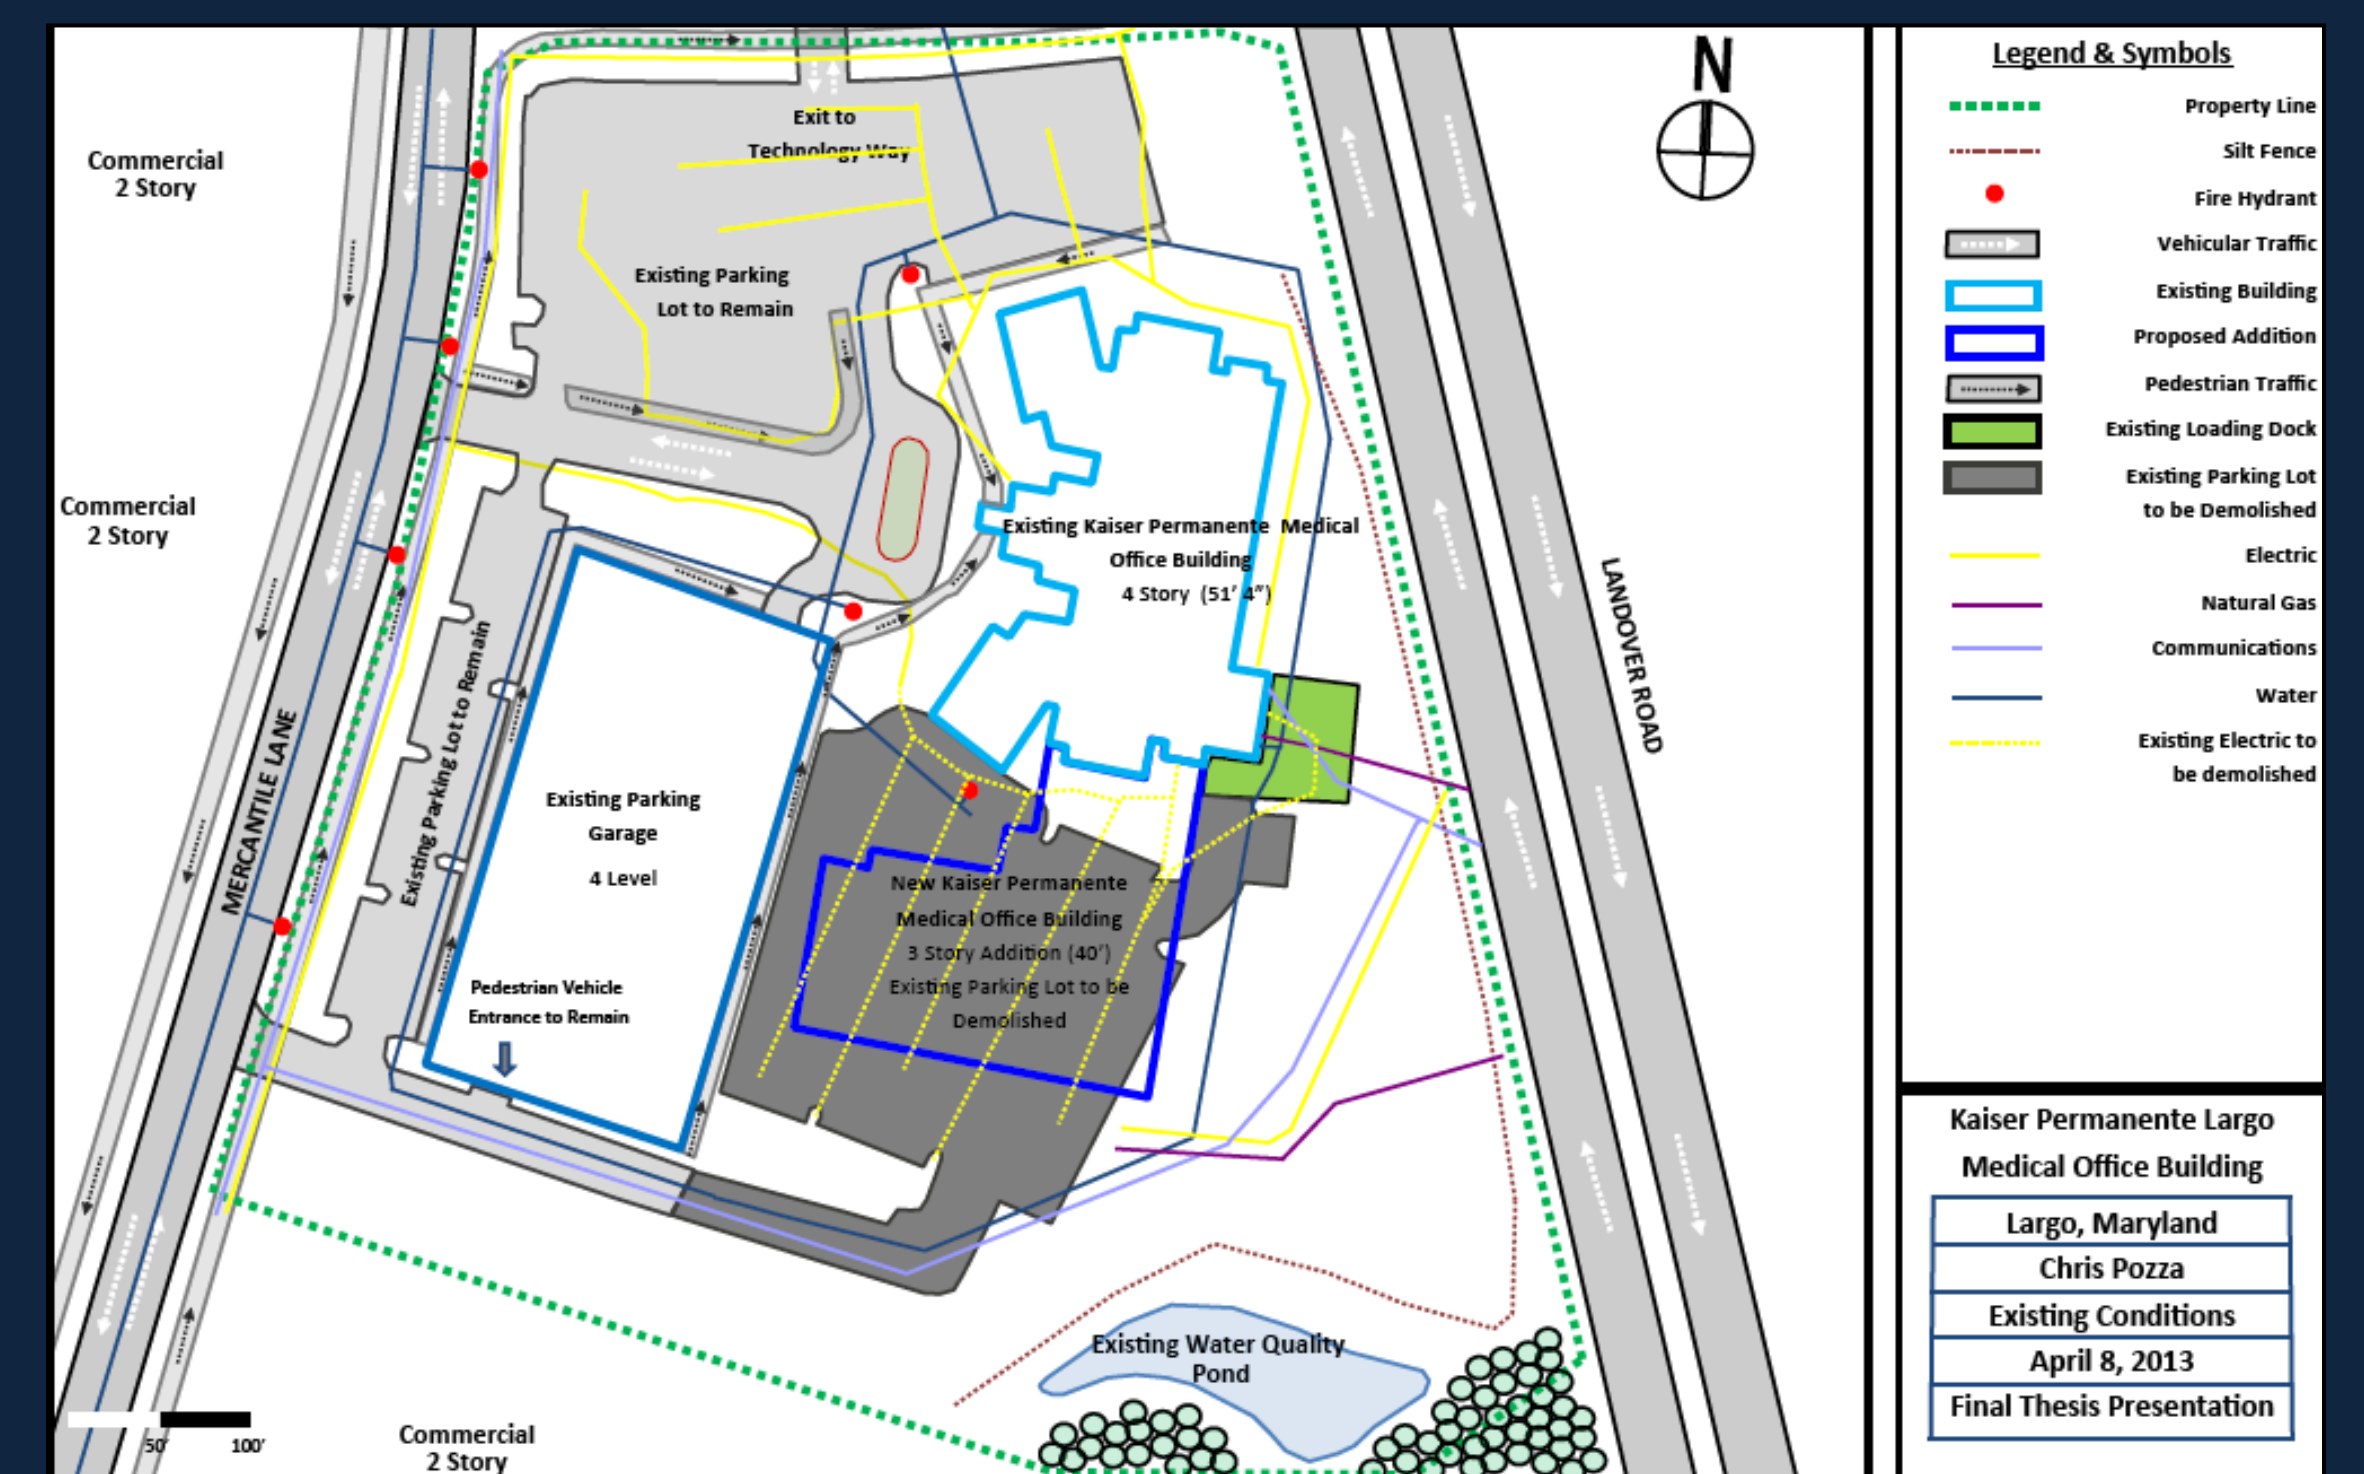 N
Exit to
Technology Way
Commercial
2 Story
Existing Parking
Lot to Remain
Commercial
2 Story
Existing Kaiser Permanente Medical
Office Building
4 Story (51' 4")
LANDOVER ROAD
MERCANTILE LANE
Existing Parking Lot to Remain
Existing Parking
Garage
4 Level
Pedestrian Vehicle
Entrance to Remain
New Kaiser Permanente
Medical Office Building
3 Story Addition (40')
Existing Parking Lot to be
Demolished
Existing Water Quality
Pond
50'
100'
Commercial
2 Story
Legend & Symbols
Property Line
Silt Fence
Fire Hydrant
Vehicular Traffic
Existing Building
Proposed Addition
Pedestrian Traffic
Existing Loading Dock
Existing Parking Lot
to be Demolished
Electric
Natural Gas
Communications
Water
Existing Electric to
be demolished
Kaiser Permanente Largo
Medical Office Building
Largo, Maryland
Chris Pozza
Existing Conditions
April 8, 2013
Final Thesis Presentation